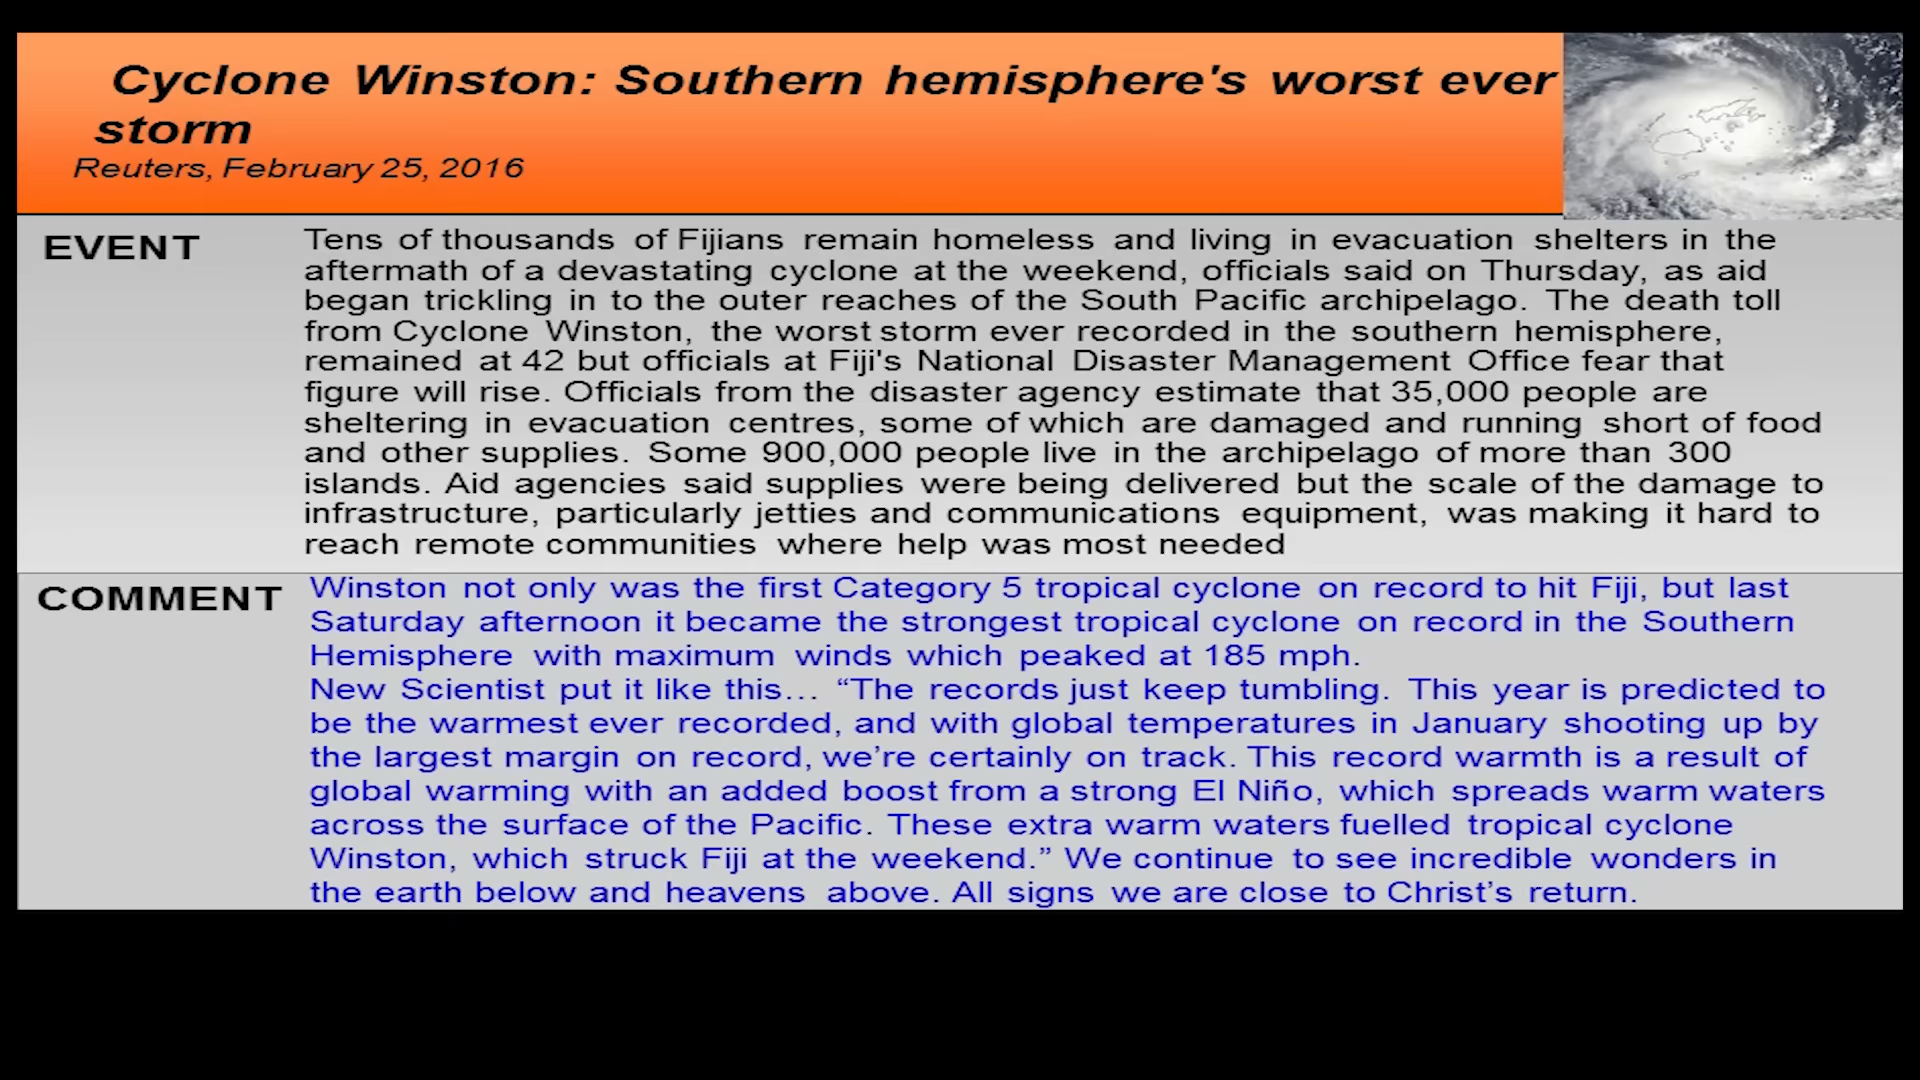 Cyclone Winston: Southern hemisphere's worst ever
storm
Reuters, February 25, 2016
EVENT
Tens of thousands of Fijians remain homeless and living in evacuation shelters in the
aftermath of a devastating cyclone at the weekend, officials said on Thursday, as aid
began trickling in to the outer reaches of the South Pacific archipelago. The death toll
from Cyclone Winston, the worst storm ever recorded in the southern hemisphere,
remained at 42 but officials at Fiji's National Disaster Management Office fear that
figure will rise. Officials from the disaster agency estimate that 35,000 people are
sheltering in evacuation centres, some of which are damaged and running short of food
and other supplies. Some 900,000 people live in the archipelago of more than 300
islands. Aid agencies said supplies were being delivered but the scale of the damage to
infrastructure, particularly jetties and communications equipment, was making it hard to
reach remote communities where help was most needed
COMMENT
Winston not only was the first Category 5 tropical cyclone on record to hit Fiji, but last
Saturday afternoon it became the strongest tropical cyclone on record in the Southern
Hemisphere with maximum winds which peaked at 185 mph.
New Scientist put it like this… “The records just keep tumbling. This year is predicted to
be the warmest ever recorded, and with global temperatures in January shooting up by
the largest margin on record, we’re certainly on track. This record warmth is a result of
global warming with an added boost from a strong El Niño, which spreads warm waters
across the surface of the Pacific. These extra warm waters fuelled tropical cyclone
Winston, which struck Fiji at the weekend.” We continue to see incredible wonders in
the earth below and heavens above. All signs we are close to Christ’s return.